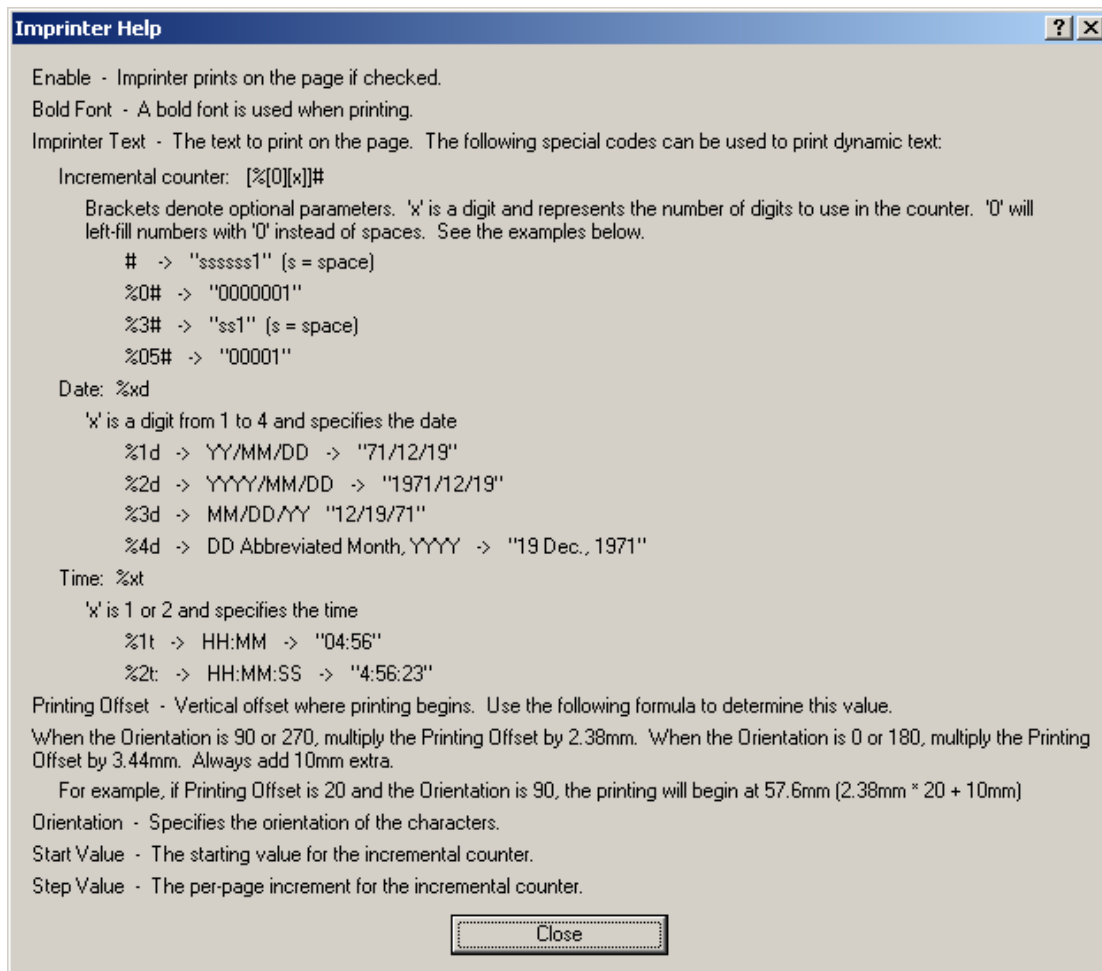 Imprinter Help
Enable - Imprinter prints on the page if checked.
Bold Font - A bold font is used when printing.
Imprinter Text - The text to print on the page. The following special codes can be used to print dynamic text:
Incremental counter: [%[0][x]]#
Brackets denote optional parameters. 'x' is a digit and represents the number of digits to use in the counter. '0' will
left-fill numbers with '0' instead of spaces. See the examples below.
# -> "ssssss1" (s = space)
%0# -> "0000001"
%3# -> "ss1" (s = space)
%05# -> "00001"
Date: %xd
'x' is a digit from 1 to 4 and specifies the date
%1d -> YY/MM/DD -> "71/12/19"
%2d -> YYYY/MM/DD -> "1971/12/19"
%3d -> MM/DD/YY "12/19/71"
%4d -> DD Abbreviated Month, YYYY -> "19 Dec., 1971"
Time: %xt
'x' is 1 or 2 and specifies the time
%1t -> HH:MM -> "04:56"
%2t: -> HH:MM:SS -> "4:56:23"
Printing Offset - Vertical offset where printing begins. Use the following formula to determine this value.
When the Orientation is 90 or 270, multiply the Printing Offset by 2.38mm. When the Orientation is 0 or 180, multiply the Printing
Offset by 3.44mm. Always add 10mm extra.
For example, if Printing Offset is 20 and the Orientation is 90, the printing will begin at 57.6mm (2.38mm * 20 + 10mm)
Orientation - Specifies the orientation of the characters.
Start Value - The starting value for the incremental counter.
Step Value - The per-page increment for the incremental counter.
Close